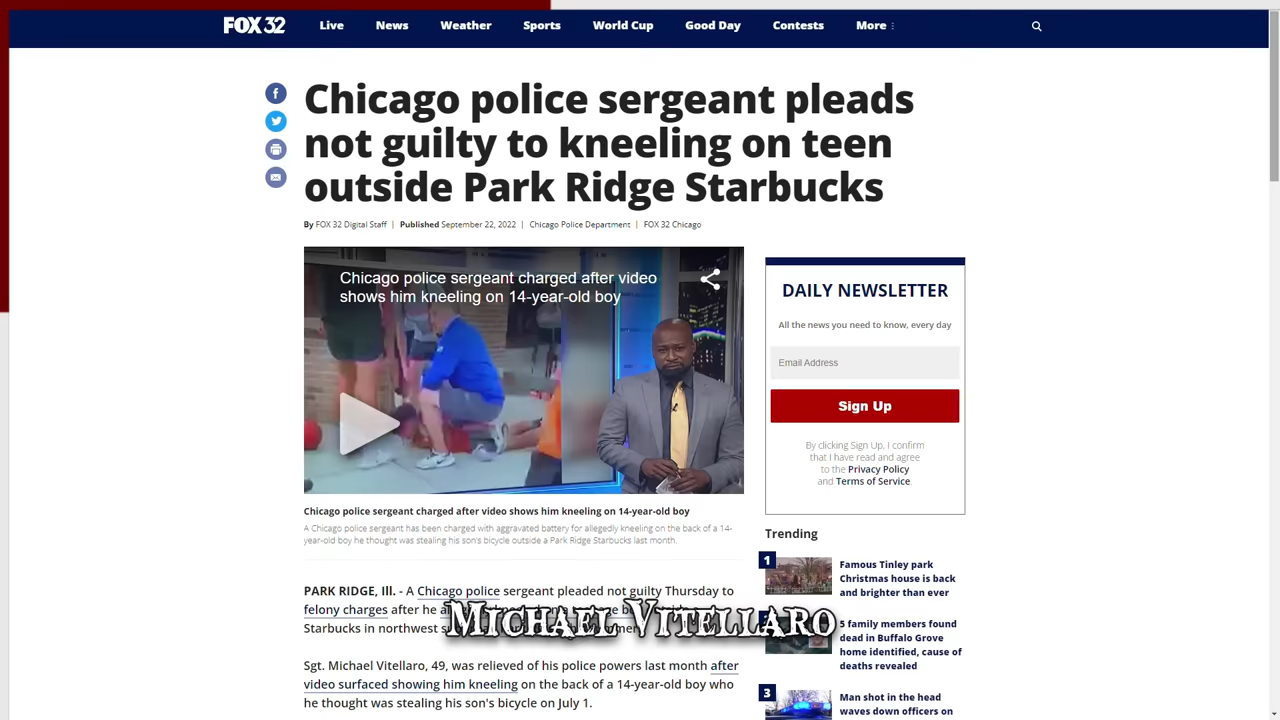 FOX 32
Live
News
Weather
Sports
World Cup
Good Day
Contests
More
Chicago police sergeant pleads
not guilty to kneeling on teen
outside Park Ridge Starbucks
By FOX 32 Digital Staff | Published September 22, 2022 | Chicago Police Department | FOX 32 Chicago
Chicago police sergeant charged after video
shows him kneeling on 14-year-old boy
Chicago police sergeant charged after video shows him kneeling on 14-year-old boy
A Chicago police sergeant has been charged with aggravated battery for allegedly kneeling on the back of a 14-
year-old boy he thought was stealing his son's bicycle outside a Park Ridge Starbucks last month.
PARK RIDGE, Ill. - A Chicago police sergeant pleaded not guilty Thursday to
felony charges after he
Starbucks in northwest
MICHAEL VITELLARO
Sgt. Michael Vitellaro, 49, was relieved of his police powers last month after
video surfaced showing him kneeling on the back of a 14-year-old boy who
he thought was stealing his son's bicycle on July 1.
DAILY NEWSLETTER
All the news you need to know, every day
Email Address
Sign Up
By clicking Sign Up, I confirm
that I have read and agree
to the Privacy Policy
and Terms of Service.
Trending
1
Famous Tinley park
Christmas house is back
and brighter than ever
5 family members found
dead in Buffalo Grove
home identified, cause of
deaths revealed
3
Man shot in the head
waves down officers on